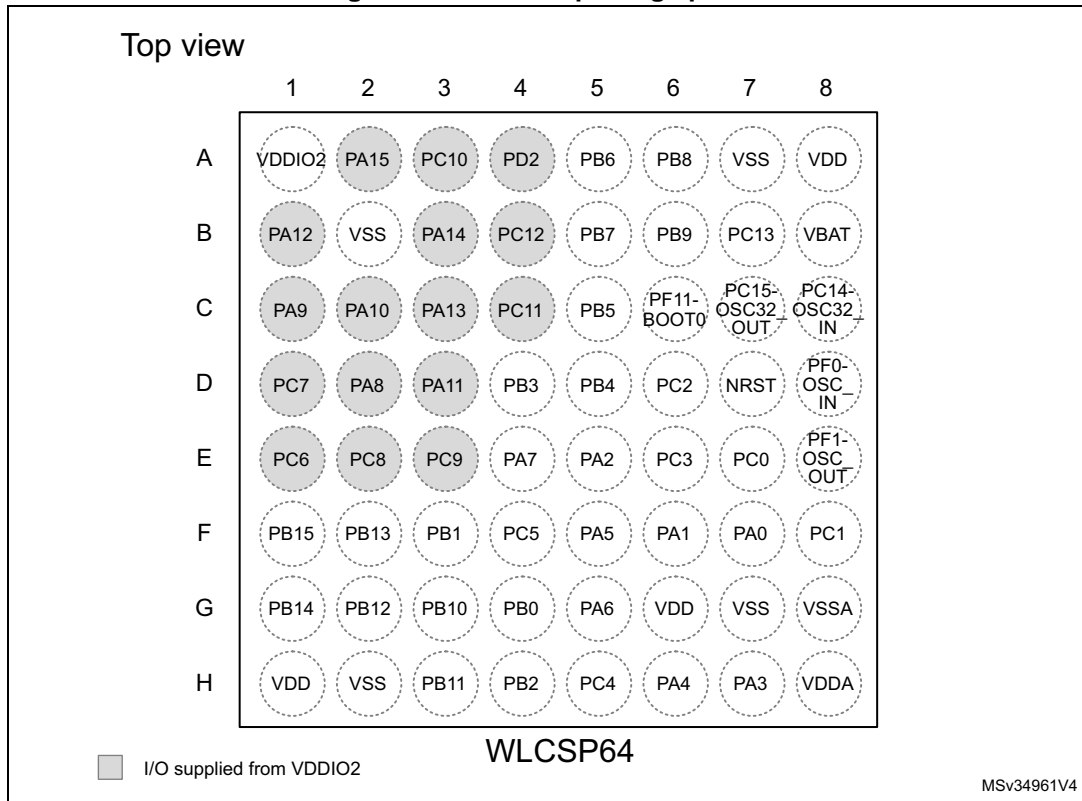 Top view
1 2 3 4 5 6 7 8
A VDDIO2 PA15 PC10 PD2 PB6 PB8 VSS VDD
B PA12 VSS PA14 PC12 PB7 PB9 PC13 VBAT
C PA9 PA10 PA13 PC11 PB5 PF11-BOOT0 PC15-OSC32_OUT PC14-OSC32_IN
D PC7 PA8 PA11 PB3 PB4 PC2 NRST PF0-OSC_IN
E PC6 PC8 PC9 PA7 PA2 PC3 PC0 PF1-OSC_OUT
F PB15 PB13 PB1 PC5 PA5 PA1 PA0 PC1
G PB14 PB12 PB10 PB0 PA6 VDD VSS VSSA
H VDD VSS PB11 PB2 PC4 PA4 PA3 VDDA
WLCSP64
I/O supplied from VDDIO2
MSv34961V4